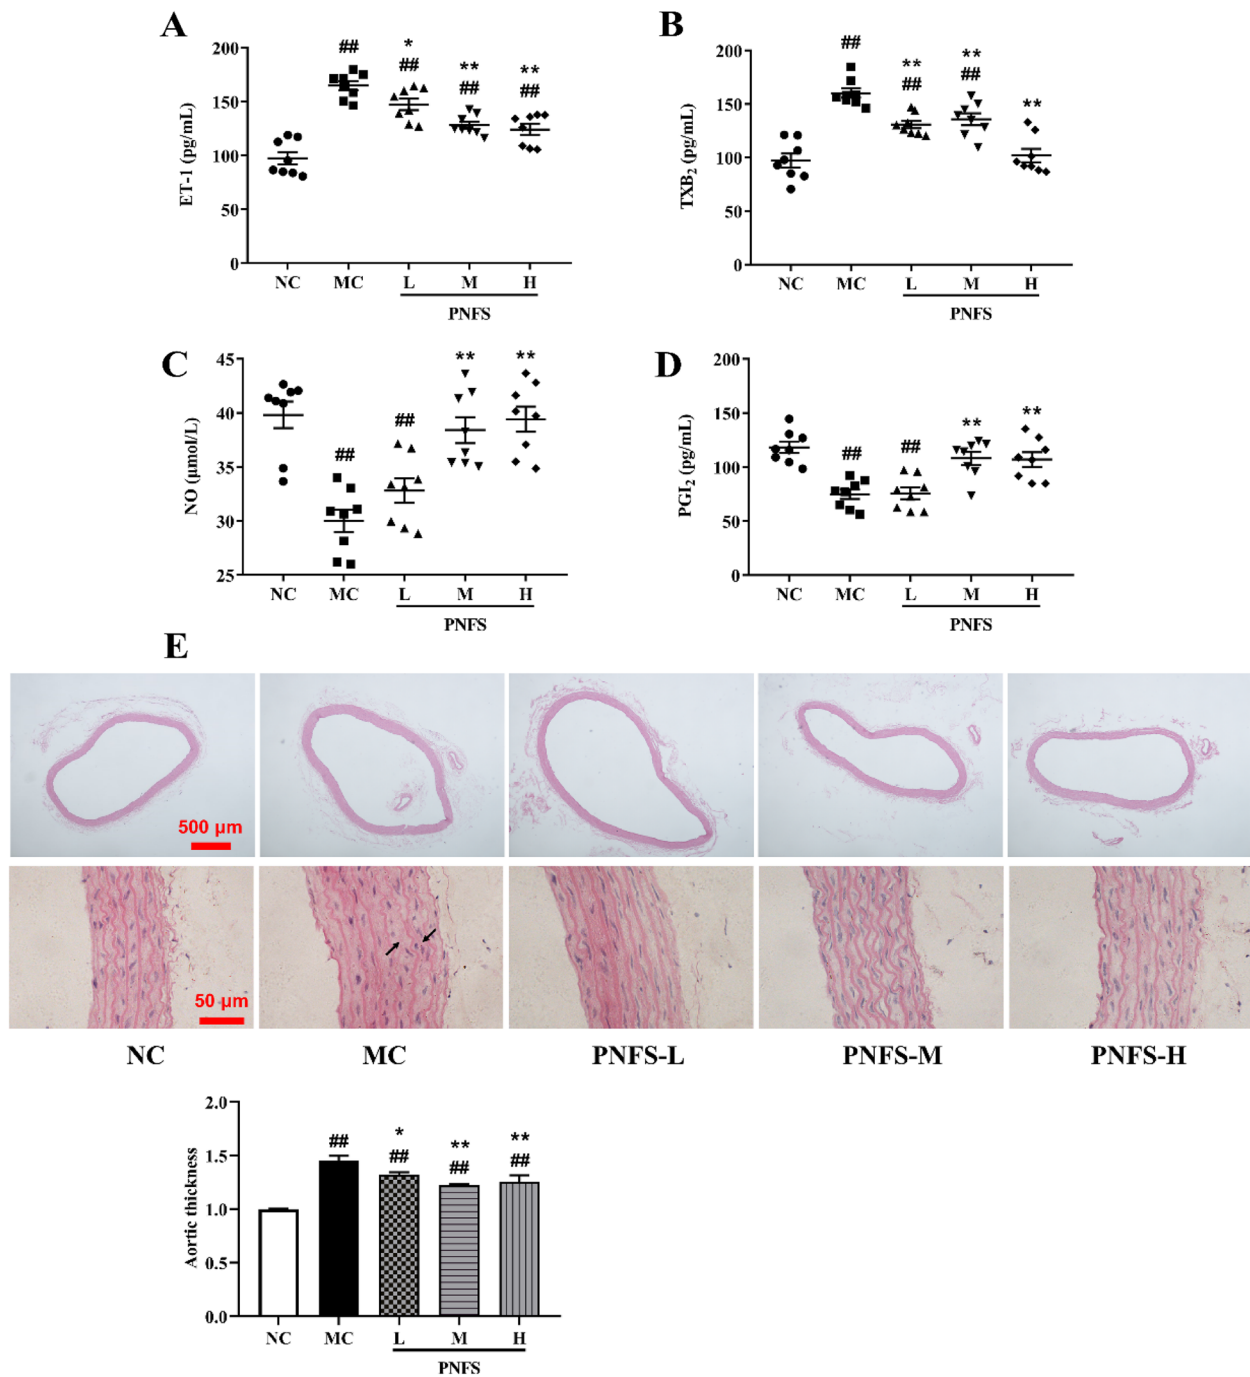 A
ET-1 (pg/mL)
200
150
100
50
0
##
*
##
**
##
**
##
NC
MC
L
M
H
PNFS
B
TXB₂ (pg/mL)
200
150
100
50
0
##
**
##
**
##
**
NC
MC
L
M
H
PNFS
C
NO (μmol/L)
45
40
35
30
25
##
##
**
**
NC
MC
L
M
H
PNFS
D
PGI₂ (pg/mL)
200
150
100
50
0
##
##
**
**
NC
MC
L
M
H
PNFS
E
500 μm
50 μm
NC
MC
PNFS-L
PNFS-M
PNFS-H
Aortic thickness
2.0
1.5
1.0
0.5
0.0
##
*
##
**
##
**
##
NC
MC
L
M
H
PNFS